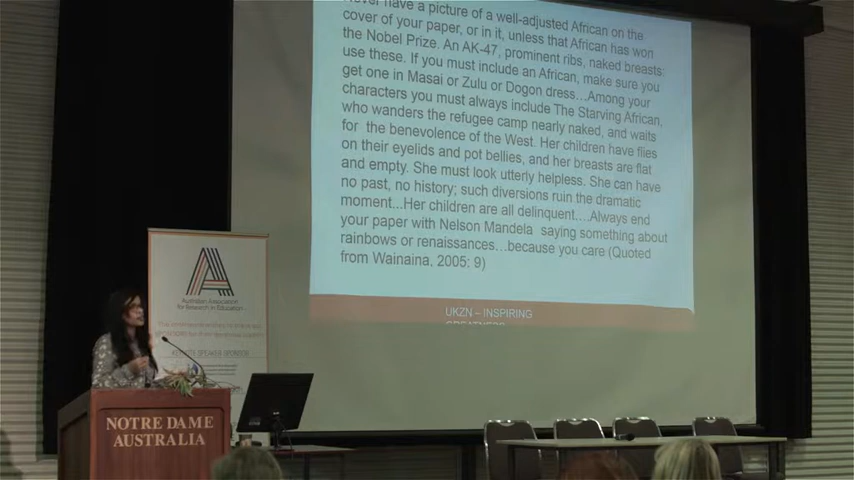 Never have a picture of a well-adjusted African on the
cover of your paper, or in it, unless that African has won
the Nobel Prize. An AK-47, prominent ribs, naked breasts:
use these. If you must include an African, make sure you
get one in Masai or Zulu or Dogon dress…Among your
characters you must always include The Starving African,
who wanders the refugee camp nearly naked, and waits
for the benevolence of the West. Her children have flies
on their eyelids and pot bellies, and her breasts are flat
and empty. She must look utterly helpless. She can have
no past, no history; such diversions ruin the dramatic
moment…Her children are all delinquent….Always end
your paper with Nelson Mandela saying something about
rainbows or renaissances…because you care (Quoted
from Wainaina, 2005; 9)
UKZN – INSPIRING
GREATNESS
Australian Association
for Research in Education
KEYNOTE SPEAKER SPONSOR
NOTRE DAME
AUSTRALIA